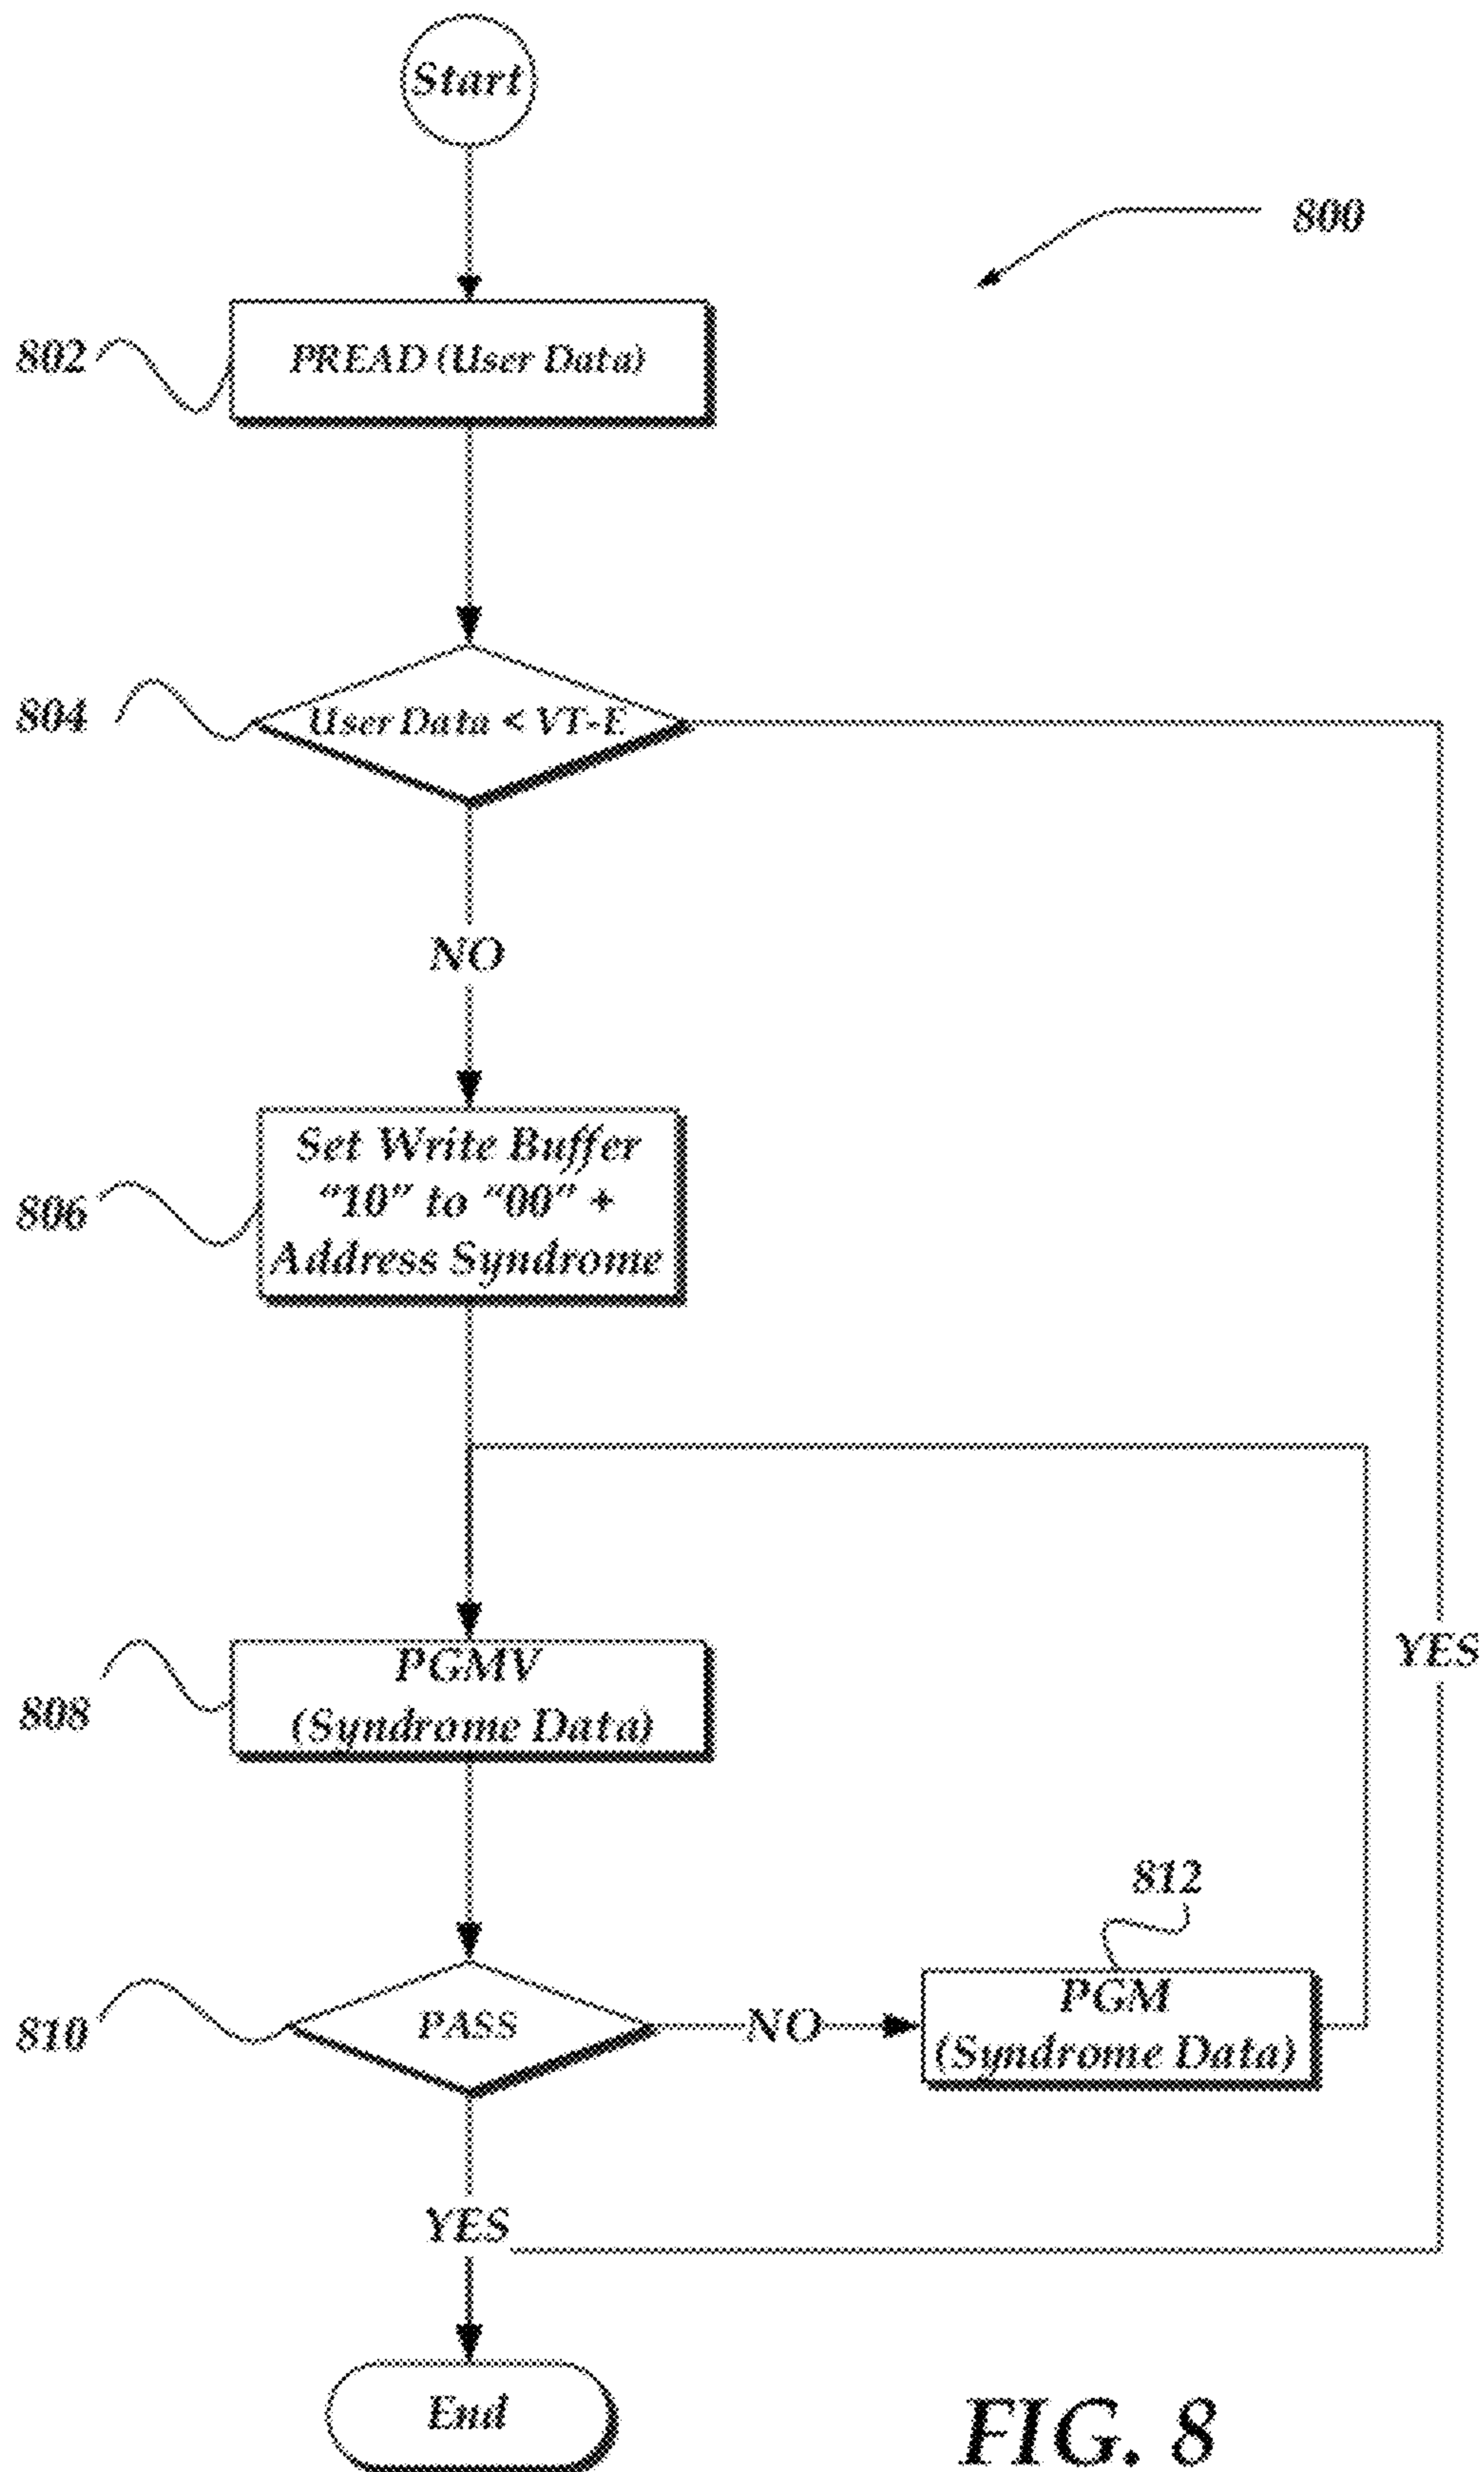 Start
800
802
PREAD (User Data)
804
User Data < VT-E
NO
806
Set Write Buffer
“10” to “00” +
Address Syndrome
808
PGMV
(Syndrome Data)
YES
812
810
PASS
NO
PGM
(Syndrome Data)
YES
End
FIG. 8